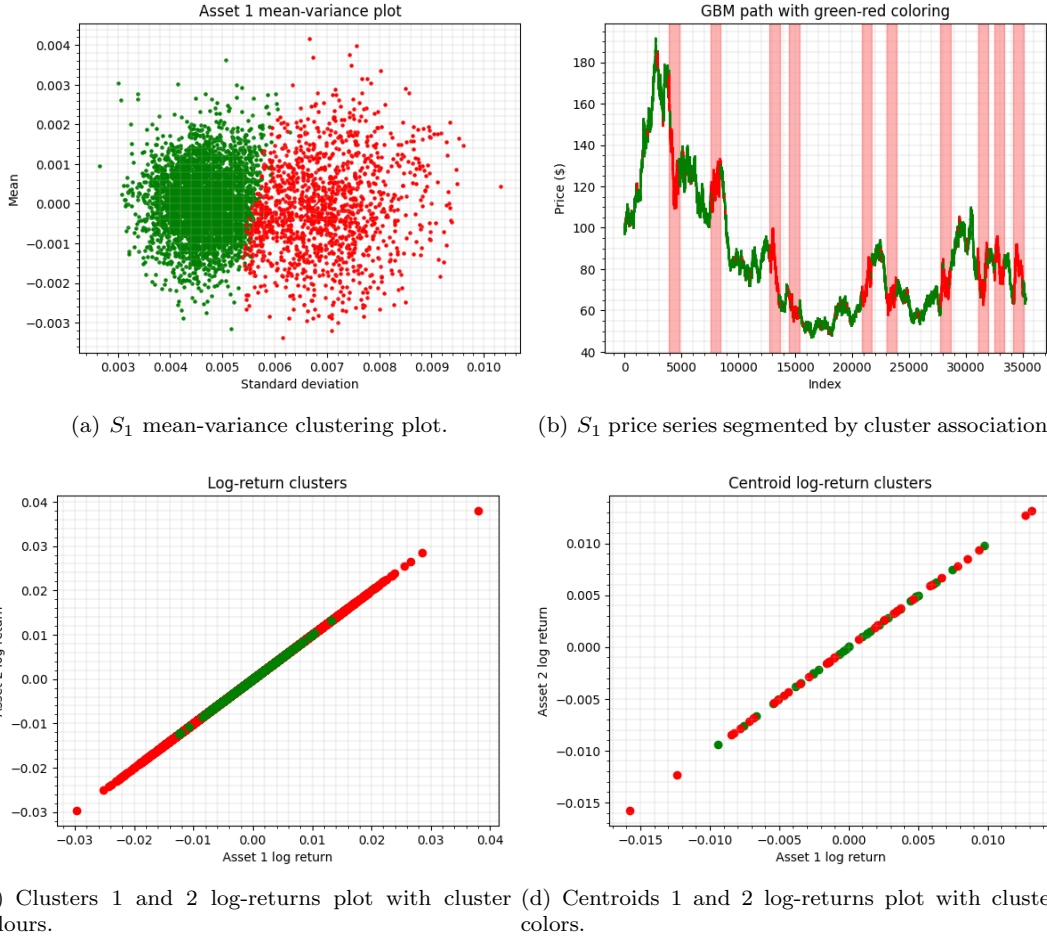 Asset 1 mean-variance plot
0.004
0.003
0.002
0.001
0.000
−0.001
−0.002
−0.003
Mean
0.003 0.004 0.005 0.006 0.007 0.008 0.009 0.010
Standard deviation
(a) S1 mean-variance clustering plot.
GBM path with green-red coloring
180
160
140
120
100
80
60
40
Price ($)
0 5000 10000 15000 20000 25000 30000 35000
Index
(b) S1 price series segmented by cluster association
Log-return clusters
0.04
0.03
0.02
0.01
0.00
−0.01
−0.02
−0.03
2 log return
−0.03 −0.02 −0.01 0.00 0.01 0.02 0.03 0.04
Asset 1 log return
) Clusters 1 and 2 log-returns plot with cluster
lours.
Centroid log-return clusters
0.010
0.005
0.000
−0.005
−0.010
−0.015
Asset 2 log return
−0.015 −0.010 −0.005 0.000 0.005 0.010
Asset 1 log return
(d) Centroids 1 and 2 log-returns plot with cluste
colors.